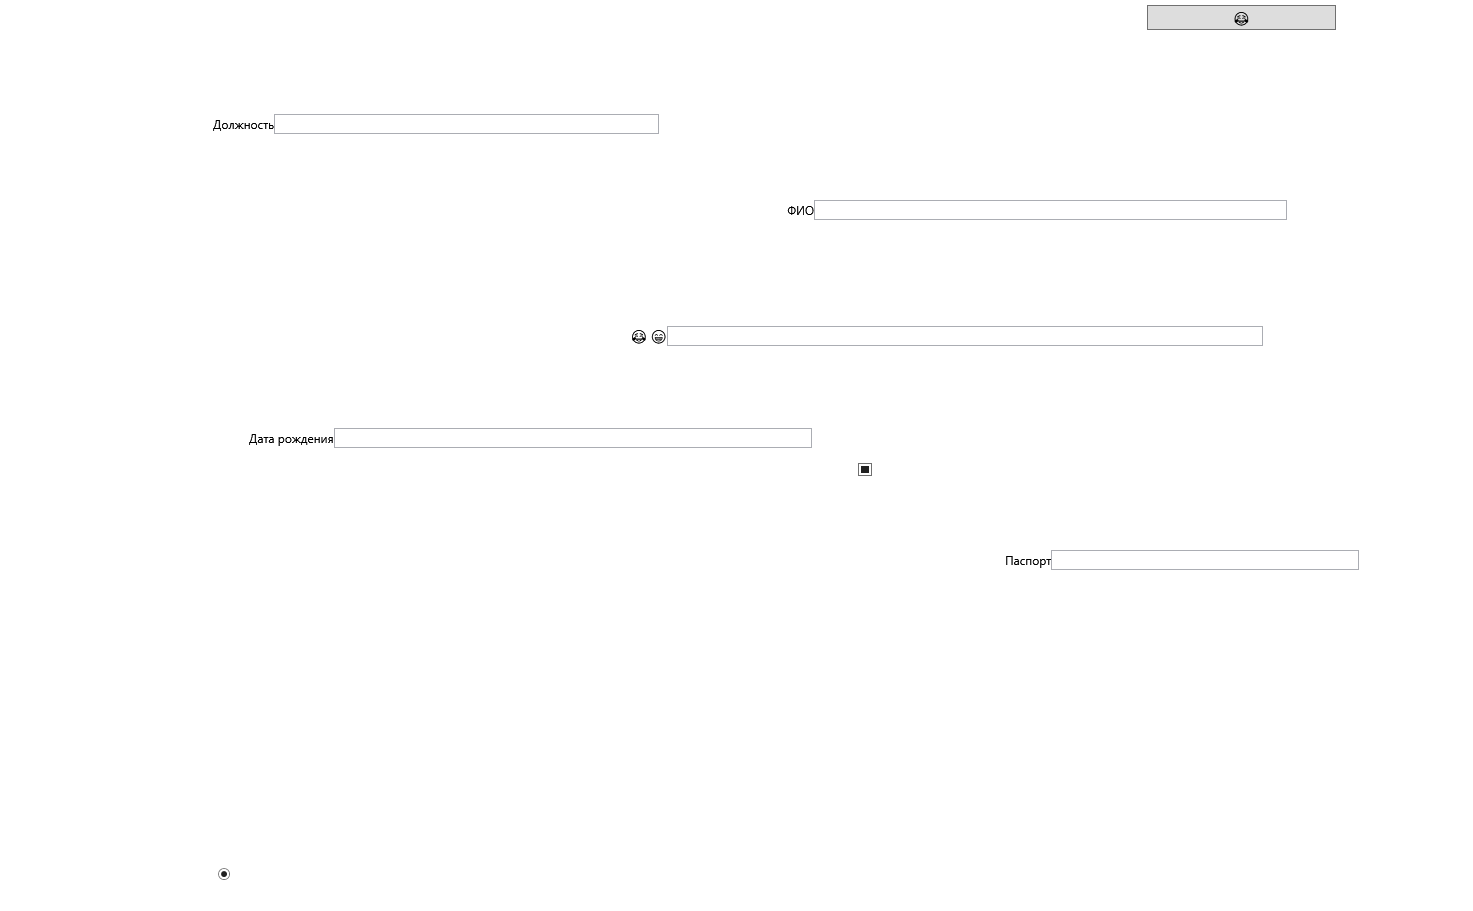 🤩
Должность
ФИО
🤩 😁
Дата рождения
Паспорт